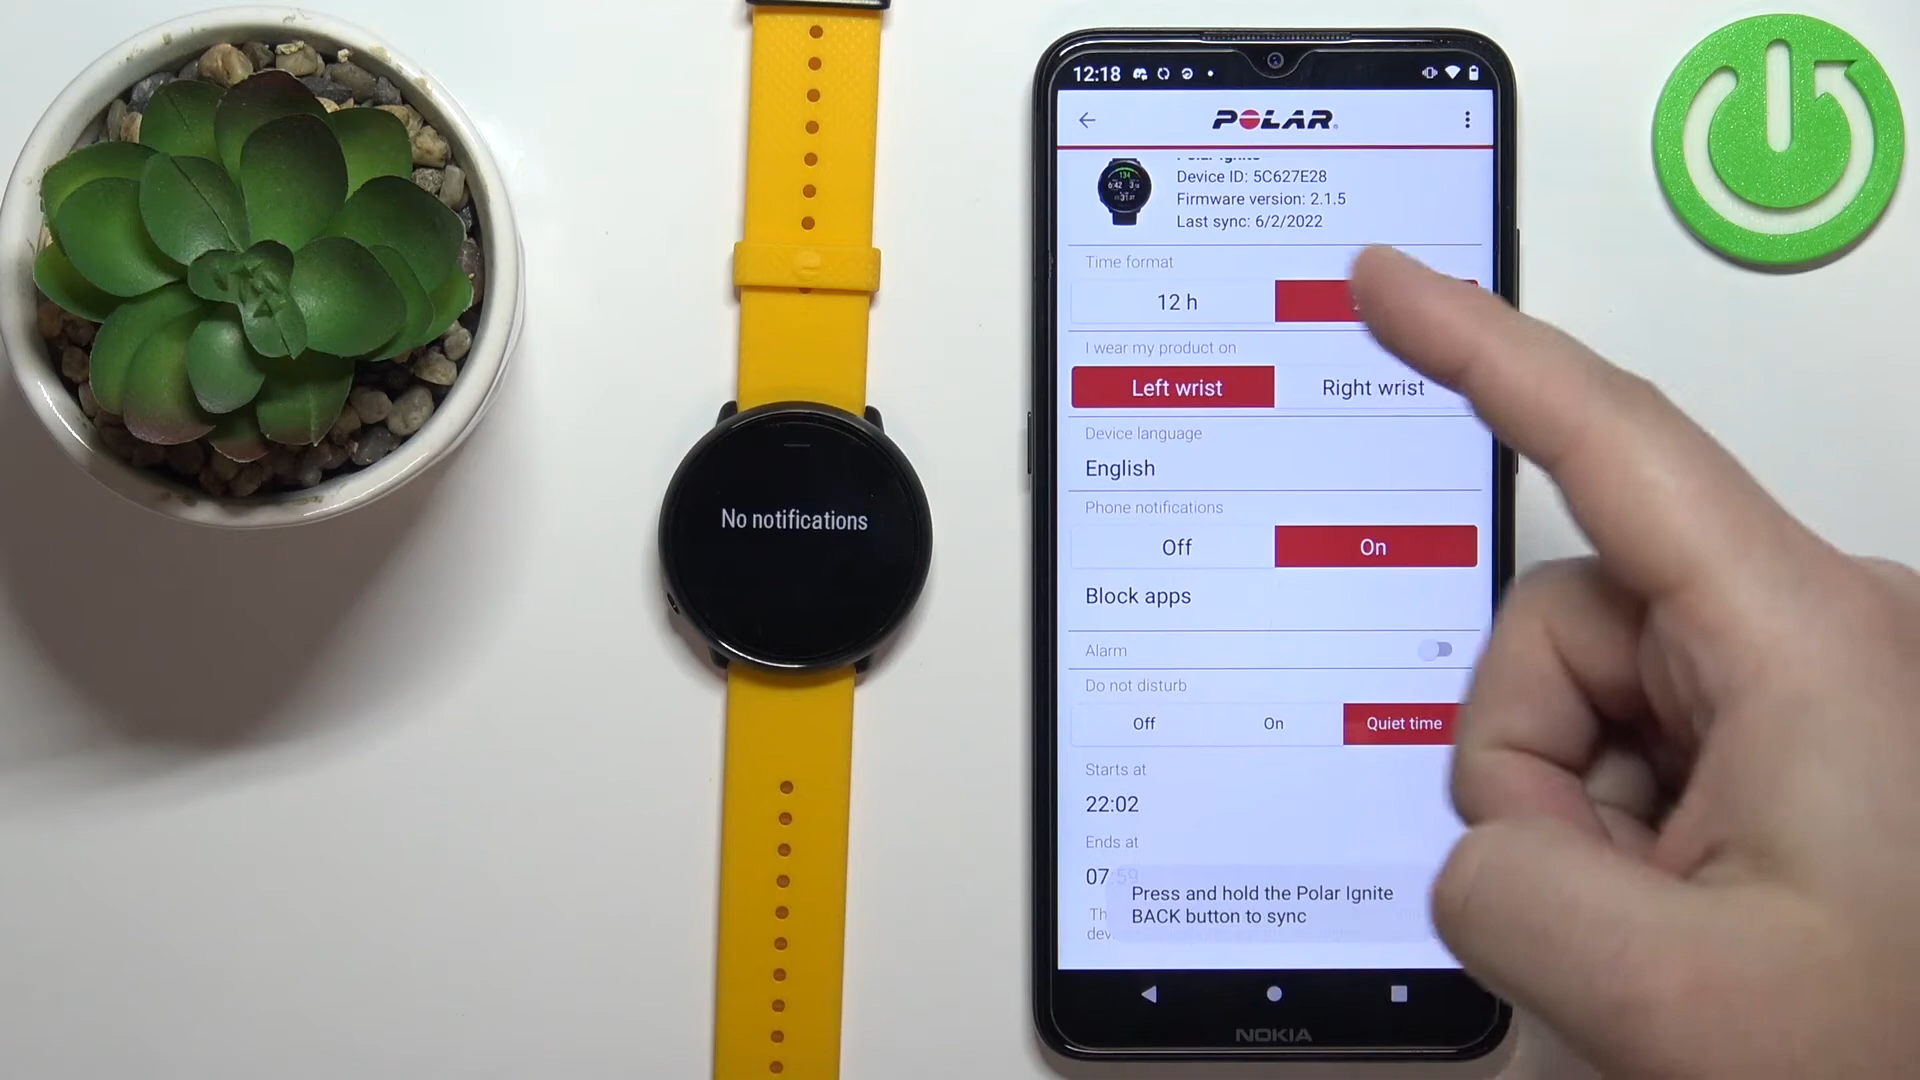 12:18
POLAR
Device ID: 5C627E28
Firmware version: 2.1.5
Last sync: 6/2/2022
Time format
12 h
I wear my product on
Left wrist Right wrist
Device language
English
Phone notifications
Off On
Block apps
Alarm
Do not disturb
Off On Quiet time
Starts at
22:02
Ends at
07:59
Press and hold the Polar Ignite
BACK button to sync
NOKIA
No notifications